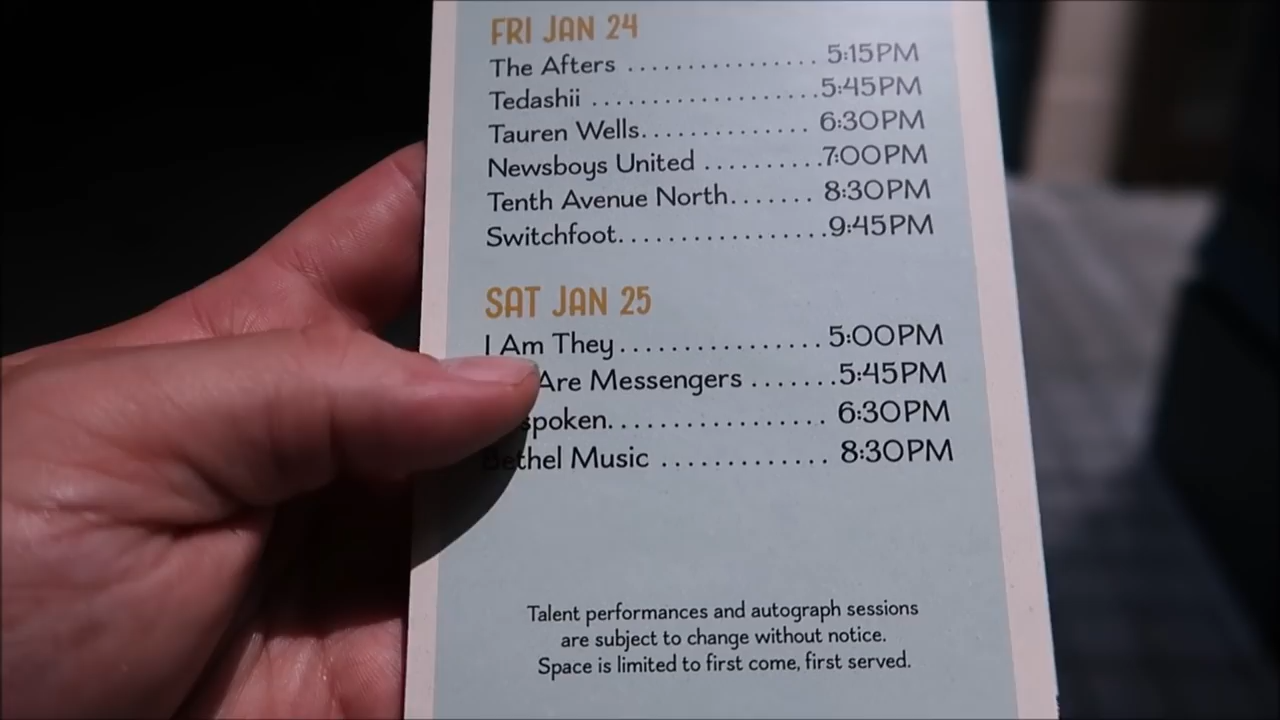 FRI JAN 24
The Afters ................ 5:15PM
Tedashii ....................5:45PM
Tauren Wells.............. 6:30PM
Newsboys United ..........7:00PM
Tenth Avenue North....... 8:30PM
Switchfoot..................9:45PM
SAT JAN 25
I Am They................ 5:00PM
Are Messengers .......5:45PM
spoken.................. 6:30PM
Bethel Music ............. 8:30PM
Talent performances and autograph sessions
are subject to change without notice.
Space is limited to first come, first served.